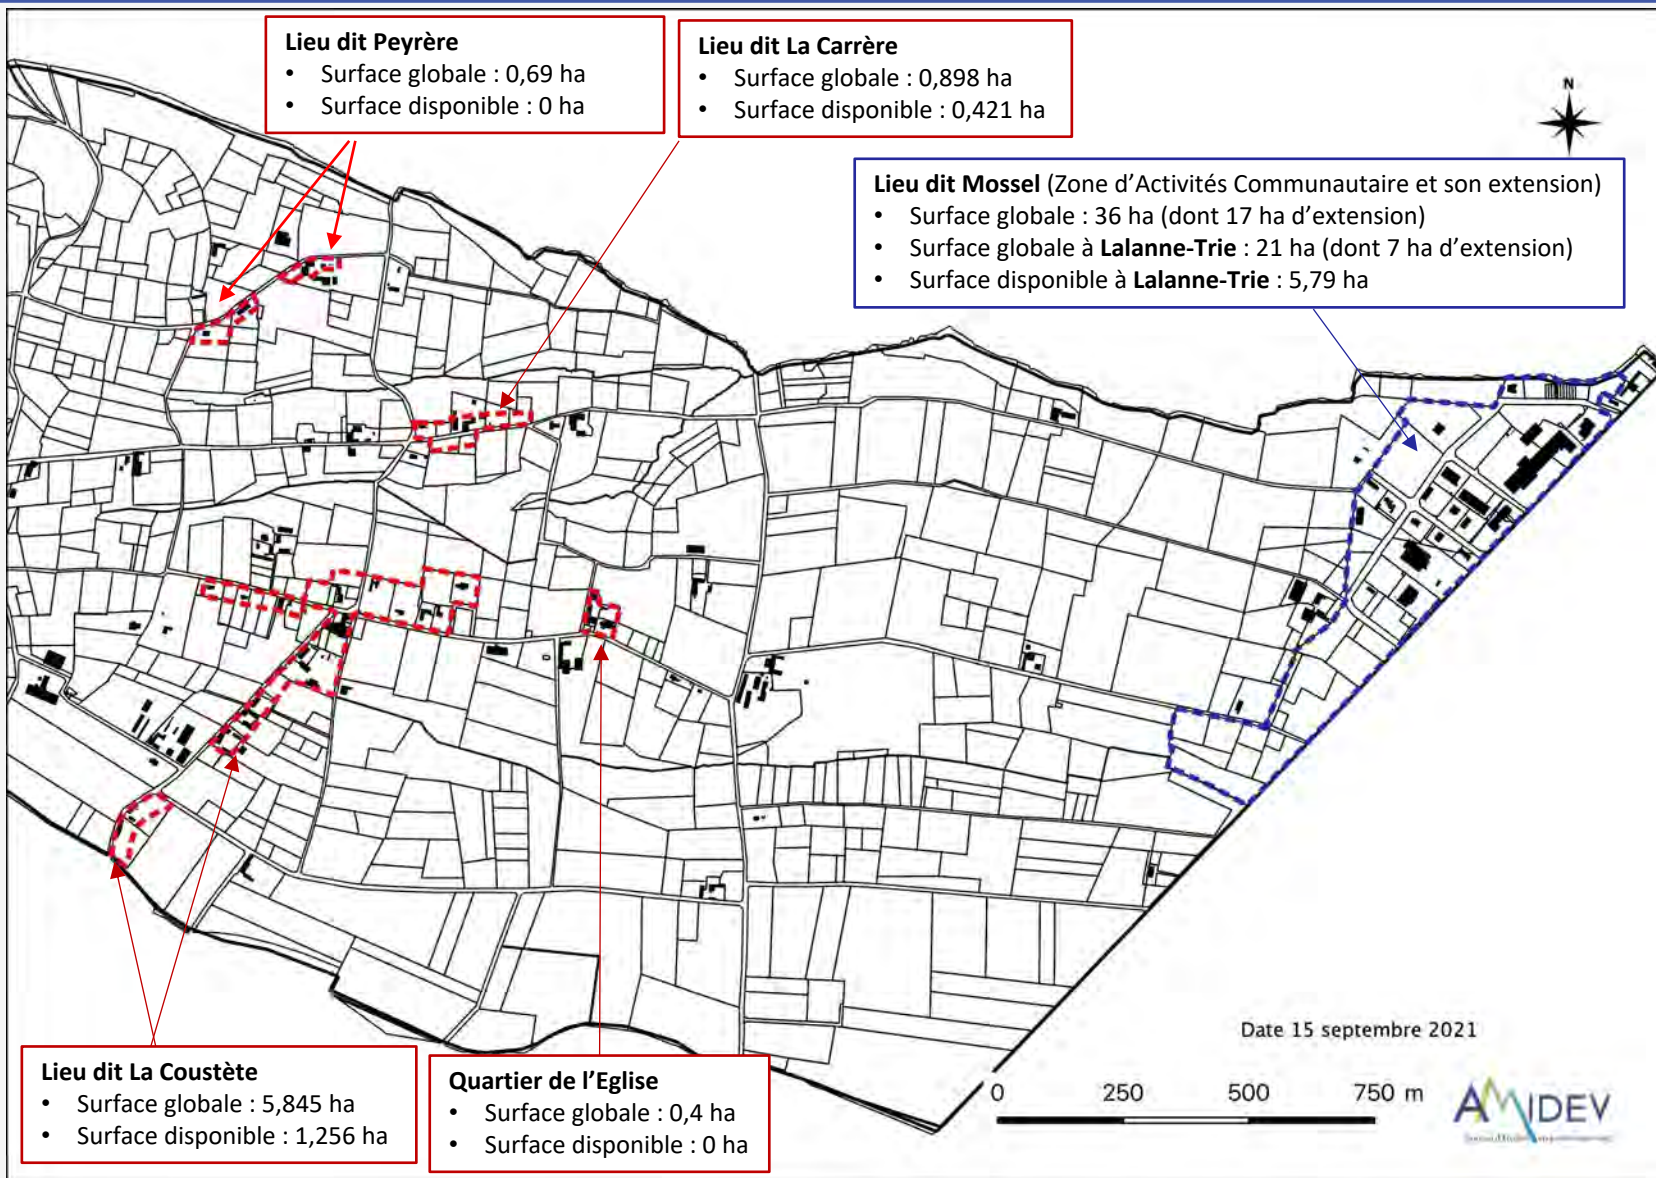 Lieu dit Peyrère
• Surface globale : 0,69 ha
• Surface disponible : 0 ha
Lieu dit La Carrère
• Surface globale : 0,898 ha
• Surface disponible : 0,421 ha
N
Lieu dit Mossel (Zone d’Activités Communautaire et son extension)
• Surface globale : 36 ha (dont 17 ha d’extension)
• Surface globale à Lalanne-Trie : 21 ha (dont 7 ha d’extension)
• Surface disponible à Lalanne-Trie : 5,79 ha
Date 15 septembre 2021
0 250 500 750 m
AMIDEV
Lieu dit La Coustète
• Surface globale : 5,845 ha
• Surface disponible : 1,256 ha
Quartier de l’Eglise
• Surface globale : 0,4 ha
• Surface disponible : 0 ha